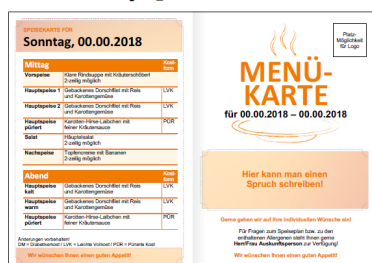 SPEISEKARTE FÜR
Sonntag, 00.00.2018
Mittag
Kost-
form
Vorspeise Klare Rindsuppe mit Kräuterschöberl
2-zeilig möglich
Hauptspeise 1 Gebackenes Dorschfilet mit Reis LVK
und Karottengemüse
Hauptspeise 2 Gebackenes Dorschfilet mit Reis LVK
und Karottengemüse
Hauptspeise Karotten-Hirse-Laibchen mit PÜR
püriert feiner Kräutersauce
Salat Häuptelsalat
2-zeilig möglich
Nachspeise Topfencreme mit Bananen
2-zeilig möglich
Abend
Kost-
form
Hauptspeise Gebackenes Dorschfilet mit Reis LVK
kalt und Karottengemüse
Hauptspeise Gebackenes Dorschfilet mit Reis LVK
warm und Karottengemüse
Hauptspeise Karotten-Hirse-Laibchen mit PÜR
püriert feiner Kräutersauce
Änderungen vorbehalten!
DM = Diabetikerkost / LVK = Leichte Vollkost / PÜR = Pürierte Kost
Wir wünschen Ihnen einen guten Appetit!
Platz-
Möglichkeit
für Logo
MENÜ-
KARTE
für 00.00.2018 – 00.00.2018
Hier kann man einen
Spruch schreiben!
Gerne gehen wir auf Ihre individuellen Wünsche ein!
Für Fragen zum Speiseplan bzw. zu den
enthaltenen Allergenen steht Ihnen gerne
Herr/Frau Auskunftsperson zur Verfügung!
Wir wünschen Ihnen einen guten Appetit!